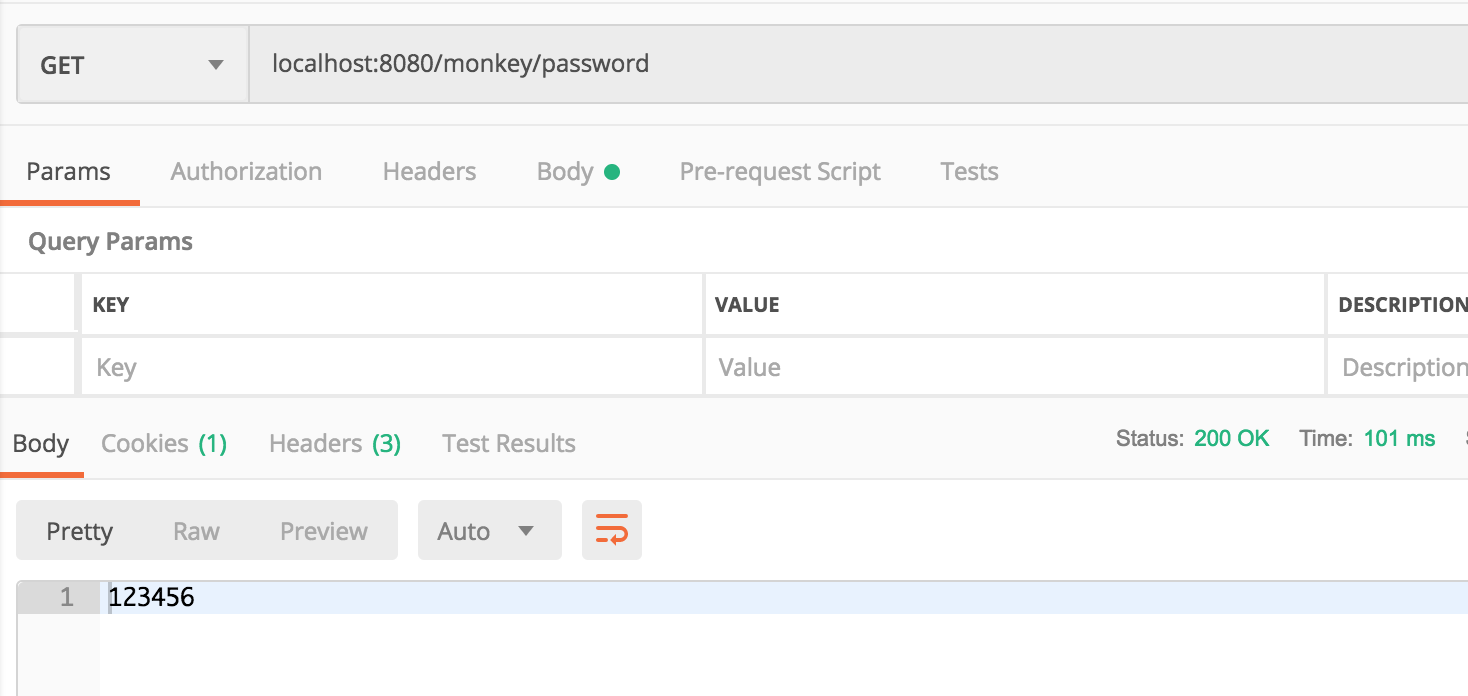 GET localhost:8080/monkey/password
Params Authorization Headers Body Pre-request Script Tests
Query Params
KEY VALUE DESCRIPTION
Key Value Description
Body Cookies (1) Headers (3) Test Results Status: 200 OK Time: 101 ms
Pretty Raw Preview Auto
1 123456